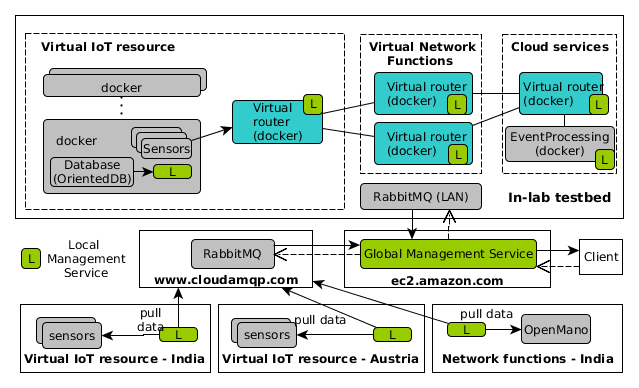 Virtual IoT resource
Virtual Network
Functions
Cloud services
docker
docker
Sensors
Database
(OrientedDB)
L
Virtual
router
(docker)
L
Virtual router
(docker)
L
Virtual router
(docker)
L
Virtual router
(docker)
L
EventProcessing
(docker)
L
RabbitMQ (LAN)
In-lab testbed
L
Local
Management
Service
RabbitMQ
www.cloudamqp.com
Global Management Service
ec2.amazon.com
Client
pull
data
sensors
L
Virtual IoT resource - India
pull data
sensors
L
Virtual IoT resource - Austria
pull data
L
OpenMano
Network functions - India